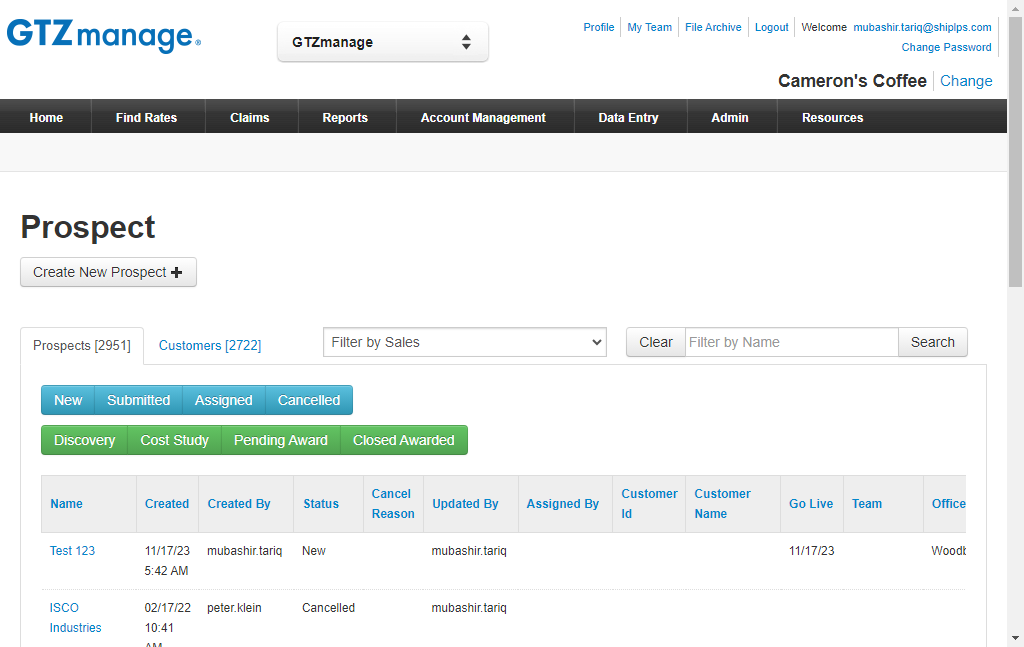 GTZmanage®
GTZmanage
Profile
My Team
File Archive
Logout
Welcome mubashir.tariq@shiplps.com
Change Password
Cameron's Coffee
Change
Home
Find Rates
Claims
Reports
Account Management
Data Entry
Admin
Resources
Prospect
Create New Prospect
Prospects [2951]
Customers [2722]
Filter by Sales
Clear
Filter by Name
Search
New
Submitted
Assigned
Cancelled
Discovery
Cost Study
Pending Award
Closed Awarded
Name
Created
Created By
Status
Cancel
Reason
Updated By
Assigned By
Customer
Id
Customer
Name
Go Live
Team
Office
Test 123
11/17/23
5:42 AM
mubashir.tariq
New
mubashir.tariq
11/17/23
ISCO
Industries
02/17/22
10:41
AM
peter.klein
Cancelled
mubashir.tariq